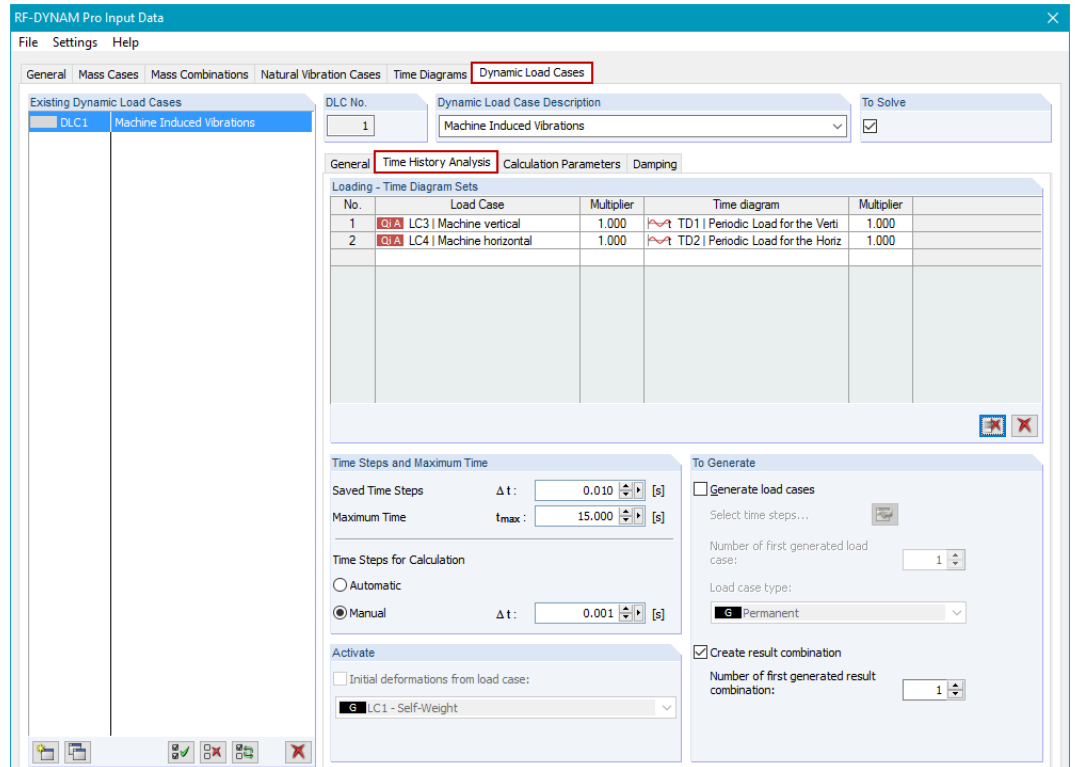 RF-DYNAM Pro Input Data
File Settings Help
General Mass Cases Mass Combinations Natural Vibration Cases Time Diagrams Dynamic Load Cases
Existing Dynamic Load Cases
DLC1 Machine Induced Vibrations
DLC No.
1
Dynamic Load Case Description
Machine Induced Vibrations
To Solve
General Time History Analysis Calculation Parameters Damping
Loading - Time Diagram Sets
No. Load Case Multiplier Time diagram Multiplier
1 Qi A LC3 | Machine vertical 1.000 TD1 | Periodic Load for the Verti 1.000
2 Qi A LC4 | Machine horizontal 1.000 TD2 | Periodic Load for the Horiz 1.000
Time Steps and Maximum Time
Saved Time Steps Δt : 0.010 [s]
Maximum Time tmax : 15.000 [s]
Time Steps for Calculation
Automatic
Manual Δt : 0.001 [s]
Activate
Initial deformations from load case:
G LC1 - Self-Weight
To Generate
Generate load cases
Select time steps...
Number of first generated load
case: 1
Load case type:
G Permanent
Create result combination
Number of first generated result
combination: 1